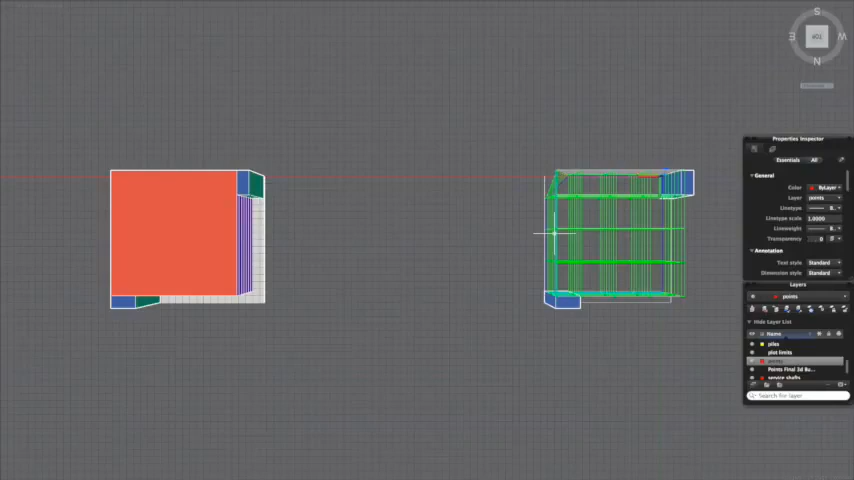 S
E
W
TOP
N
Properties Inspector
Essentials All
General
Color ByLayer
Layer points
Linetype B..
Linetype scale 1.0000
Lineweight B..
Transparency 0
Annotation
Text style Standard
Dimension style Standard
Layers
points
Hide Layer List
Name
piles
plot limits
points
Points Final 3d Bu...
service shafts
Search for layer